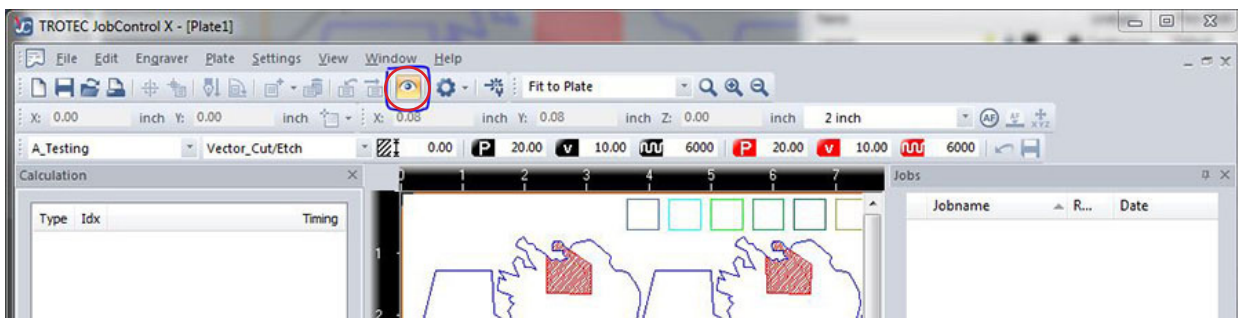 TROTEC JobControl X - [Plate1]
File Edit Engraver Plate Settings View Window Help
Fit to Plate
X: 0.00 inch Y: 0.00 inch X: 0.08 inch Y: 0.08 inch Z: 0.00 inch 2 inch AF XYZ
A_Testing Vector_Cut/Etch 0.00 P 20.00 v 10.00 6000 P 20.00 v 10.00 6000
Calculation
1 2 3 4 5 6 7
Jobs
Type Idx Timing
Jobname R... Date
1
2